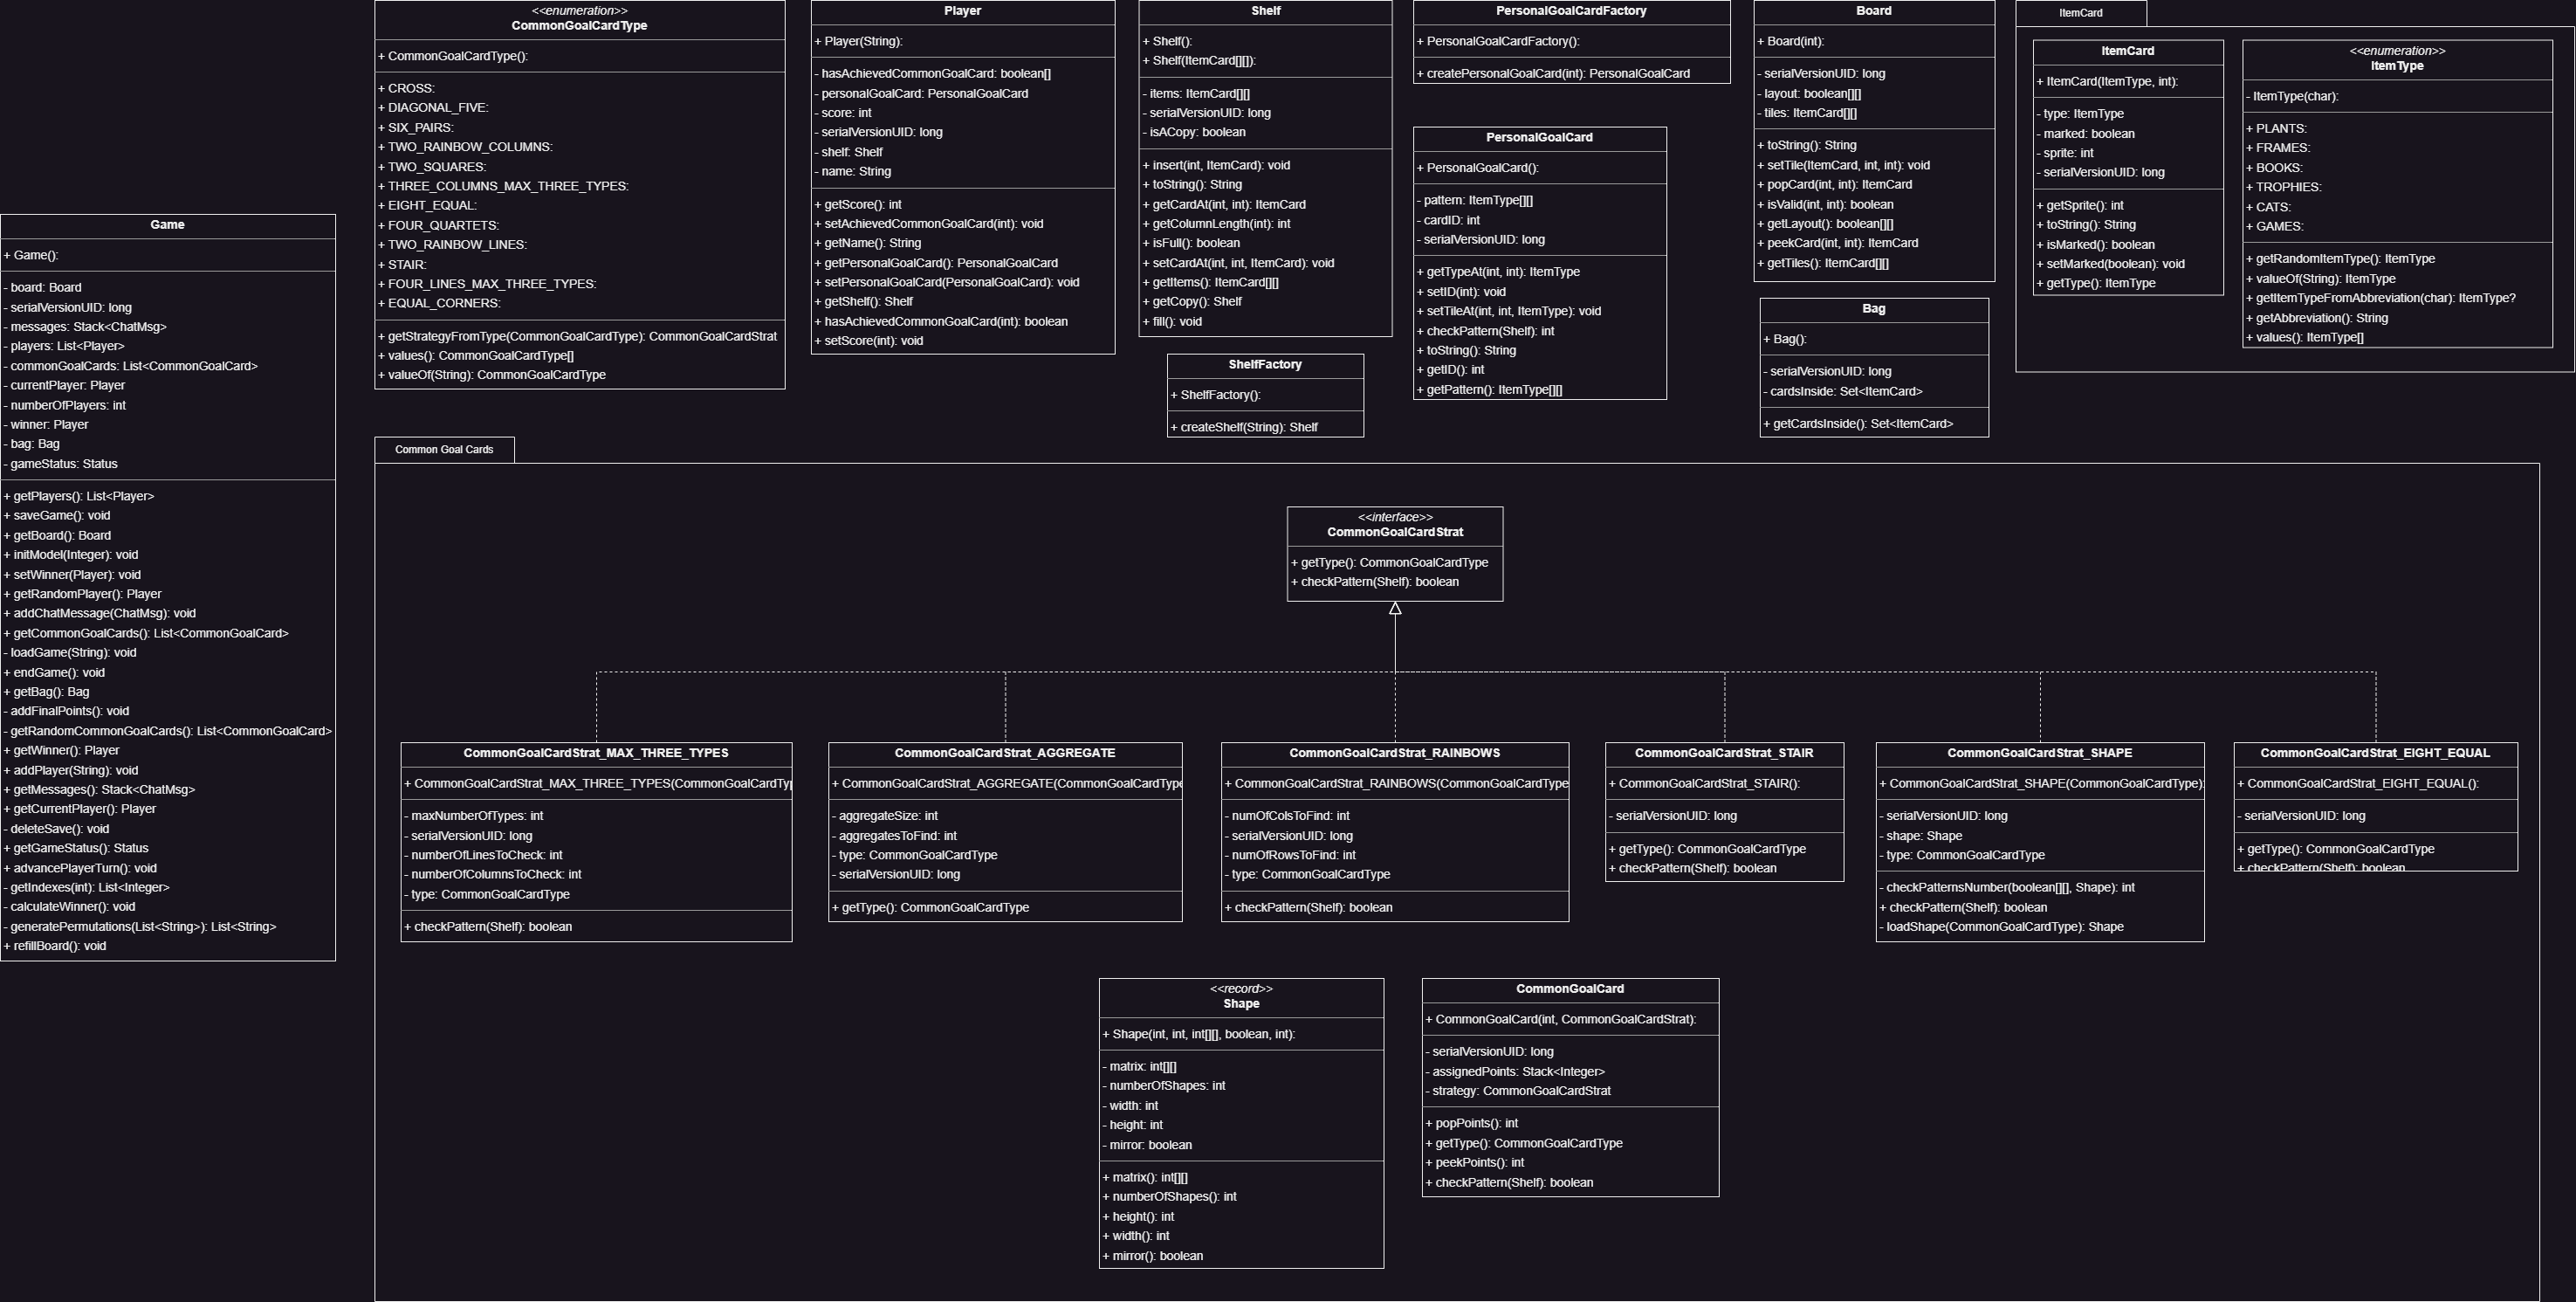 <<enumeration>>
CommonGoalCardType
+ CommonGoalCardType():
+ CROSS:
+ DIAGONAL_FIVE:
+ SIX_PAIRS:
+ TWO_RAINBOW_COLUMNS:
+ TWO_SQUARES:
+ THREE_COLUMNS_MAX_THREE_TYPES:
+ EIGHT_EQUAL:
+ FOUR_QUARTETS:
+ TWO_RAINBOW_LINES:
+ STAIR:
+ FOUR_LINES_MAX_THREE_TYPES:
+ EQUAL_CORNERS:
+ getStrategyFromType(CommonGoalCardType): CommonGoalCardStrat
+ values(): CommonGoalCardType[]
+ valueOf(String): CommonGoalCardType
Player
+ Player(String):
- hasAchievedCommonGoalCard: boolean[]
- personalGoalCard: PersonalGoalCard
- score: int
- serialVersionUID: long
- shelf: Shelf
- name: String
+ getScore(): int
+ setAchievedCommonGoalCard(int): void
+ getName(): String
+ getPersonalGoalCard(): PersonalGoalCard
+ setPersonalGoalCard(PersonalGoalCard): void
+ getShelf(): Shelf
+ hasAchievedCommonGoalCard(int): boolean
+ setScore(int): void
Shelf
+ Shelf():
+ Shelf(ItemCard[][]):
- items: ItemCard[][]
- serialVersionUID: long
- isACopy: boolean
+ insert(int, ItemCard): void
+ toString(): String
+ getCardAt(int, int): ItemCard
+ getColumnLength(int): int
+ isFull(): boolean
+ setCardAt(int, int, ItemCard): void
+ getItems(): ItemCard[][]
+ getCopy(): Shelf
+ fill(): void
ShelfFactory
+ ShelfFactory():
+ createShelf(String): Shelf
PersonalGoalCardFactory
+ PersonalGoalCardFactory():
+ createPersonalGoalCard(int): PersonalGoalCard
PersonalGoalCard
+ PersonalGoalCard():
- pattern: ItemType[][]
- cardID: int
- serialVersionUID: long
+ getTypeAt(int, int): ItemType
+ setID(int): void
+ setTileAt(int, int, ItemType): void
+ checkPattern(Shelf): int
+ toString(): String
+ getID(): int
+ getPattern(): ItemType[][]
Board
+ Board(int):
- serialVersionUID: long
- layout: boolean[][]
- tiles: ItemCard[][]
+ toString(): String
+ setTile(ItemCard, int, int): void
+ popCard(int, int): ItemCard
+ isValid(int, int): boolean
+ getLayout(): boolean[][]
+ peekCard(int, int): ItemCard
+ getTiles(): ItemCard[][]
Bag
+ Bag():
- serialVersionUID: long
- cardsInside: Set<ItemCard>
+ getCardsInside(): Set<ItemCard>
ItemCard
ItemCard
+ ItemCard(ItemType, int):
- type: ItemType
- marked: boolean
- sprite: int
- serialVersionUID: long
+ getSprite(): int
+ toString(): String
+ isMarked(): boolean
+ setMarked(boolean): void
+ getType(): ItemType
<<enumeration>>
ItemType
- ItemType(char):
+ PLANTS:
+ FRAMES:
+ BOOKS:
+ TROPHIES:
+ CATS:
+ GAMES:
+ getRandomItemType(): ItemType
+ valueOf(String): ItemType
+ getItemTypeFromAbbreviation(char): ItemType?
+ getAbbreviation(): String
+ values(): ItemType[]
Game
+ Game():
- board: Board
- serialVersionUID: long
- messages: Stack<ChatMsg>
- players: List<Player>
- commonGoalCards: List<CommonGoalCard>
- currentPlayer: Player
- numberOfPlayers: int
- winner: Player
- bag: Bag
- gameStatus: Status
+ getPlayers(): List<Player>
+ saveGame(): void
+ getBoard(): Board
+ initModel(Integer): void
+ setWinner(Player): void
+ getRandomPlayer(): Player
+ addChatMessage(ChatMsg): void
+ getCommonGoalCards(): List<CommonGoalCard>
- loadGame(String): void
+ endGame(): void
+ getBag(): Bag
- addFinalPoints(): void
- getRandomCommonGoalCards(): List<CommonGoalCard>
+ getWinner(): Player
+ addPlayer(String): void
+ getMessages(): Stack<ChatMsg>
+ getCurrentPlayer(): Player
- deleteSave(): void
+ getGameStatus(): Status
+ advancePlayerTurn(): void
- getIndexes(int): List<Integer>
- calculateWinner(): void
- generatePermutations(List<String>): List<String>
+ refillBoard(): void
Common Goal Cards
<<interface>>
CommonGoalCardStrat
+ getType(): CommonGoalCardType
+ checkPattern(Shelf): boolean
CommonGoalCardStrat_MAX_THREE_TYPES
+ CommonGoalCardStrat_MAX_THREE_TYPES(CommonGoalCardTyp
- maxNumberOfTypes: int
- serialVersionUID: long
- numberOfLinesToCheck: int
- numberOfColumnsToCheck: int
- type: CommonGoalCardType
+ checkPattern(Shelf): boolean
CommonGoalCardStrat_AGGREGATE
+ CommonGoalCardStrat_AGGREGATE(CommonGoalCardType
- aggregateSize: int
- aggregatesToFind: int
- type: CommonGoalCardType
- serialVersionUID: long
+ getType(): CommonGoalCardType
CommonGoalCardStrat_RAINBOWS
+ CommonGoalCardStrat_RAINBOWS(CommonGoalCardType
- numOfColsToFind: int
- serialVersionUID: long
- numOfRowsToFind: int
- type: CommonGoalCardType
+ checkPattern(Shelf): boolean
CommonGoalCardStrat_STAIR
+ CommonGoalCardStrat_STAIR():
- serialVersionUID: long
+ getType(): CommonGoalCardType
+ checkPattern(Shelf): boolean
CommonGoalCardStrat_SHAPE
+ CommonGoalCardStrat_SHAPE(CommonGoalCardType):
- serialVersionUID: long
- shape: Shape
- type: CommonGoalCardType
- checkPatternsNumber(boolean[][], Shape): int
+ checkPattern(Shelf): boolean
- loadShape(CommonGoalCardType): Shape
CommonGoalCardStrat_EIGHT_EQUAL
+ CommonGoalCardStrat_EIGHT_EQUAL():
- serialVersionUID: long
+ getType(): CommonGoalCardType
+ checkPattern(Shelf): boolean
<<record>>
Shape
+ Shape(int, int, int[][], boolean, int):
- matrix: int[][]
- numberOfShapes: int
- width: int
- height: int
- mirror: boolean
+ matrix(): int[][]
+ numberOfShapes(): int
+ height(): int
+ width(): int
+ mirror(): boolean
CommonGoalCard
+ CommonGoalCard(int, CommonGoalCardStrat):
- serialVersionUID: long
- assignedPoints: Stack<Integer>
- strategy: CommonGoalCardStrat
+ popPoints(): int
+ getType(): CommonGoalCardType
+ peekPoints(): int
+ checkPattern(Shelf): boolean